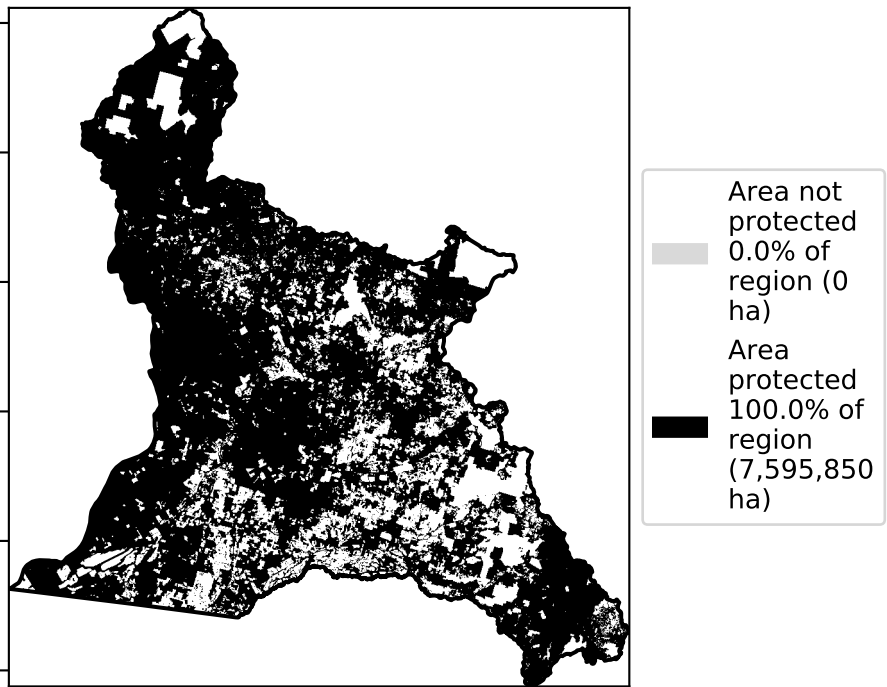 Area not
protected
0.0% of
region (0
ha)
Area
protected
100.0% of
region
(7,595,850
ha)